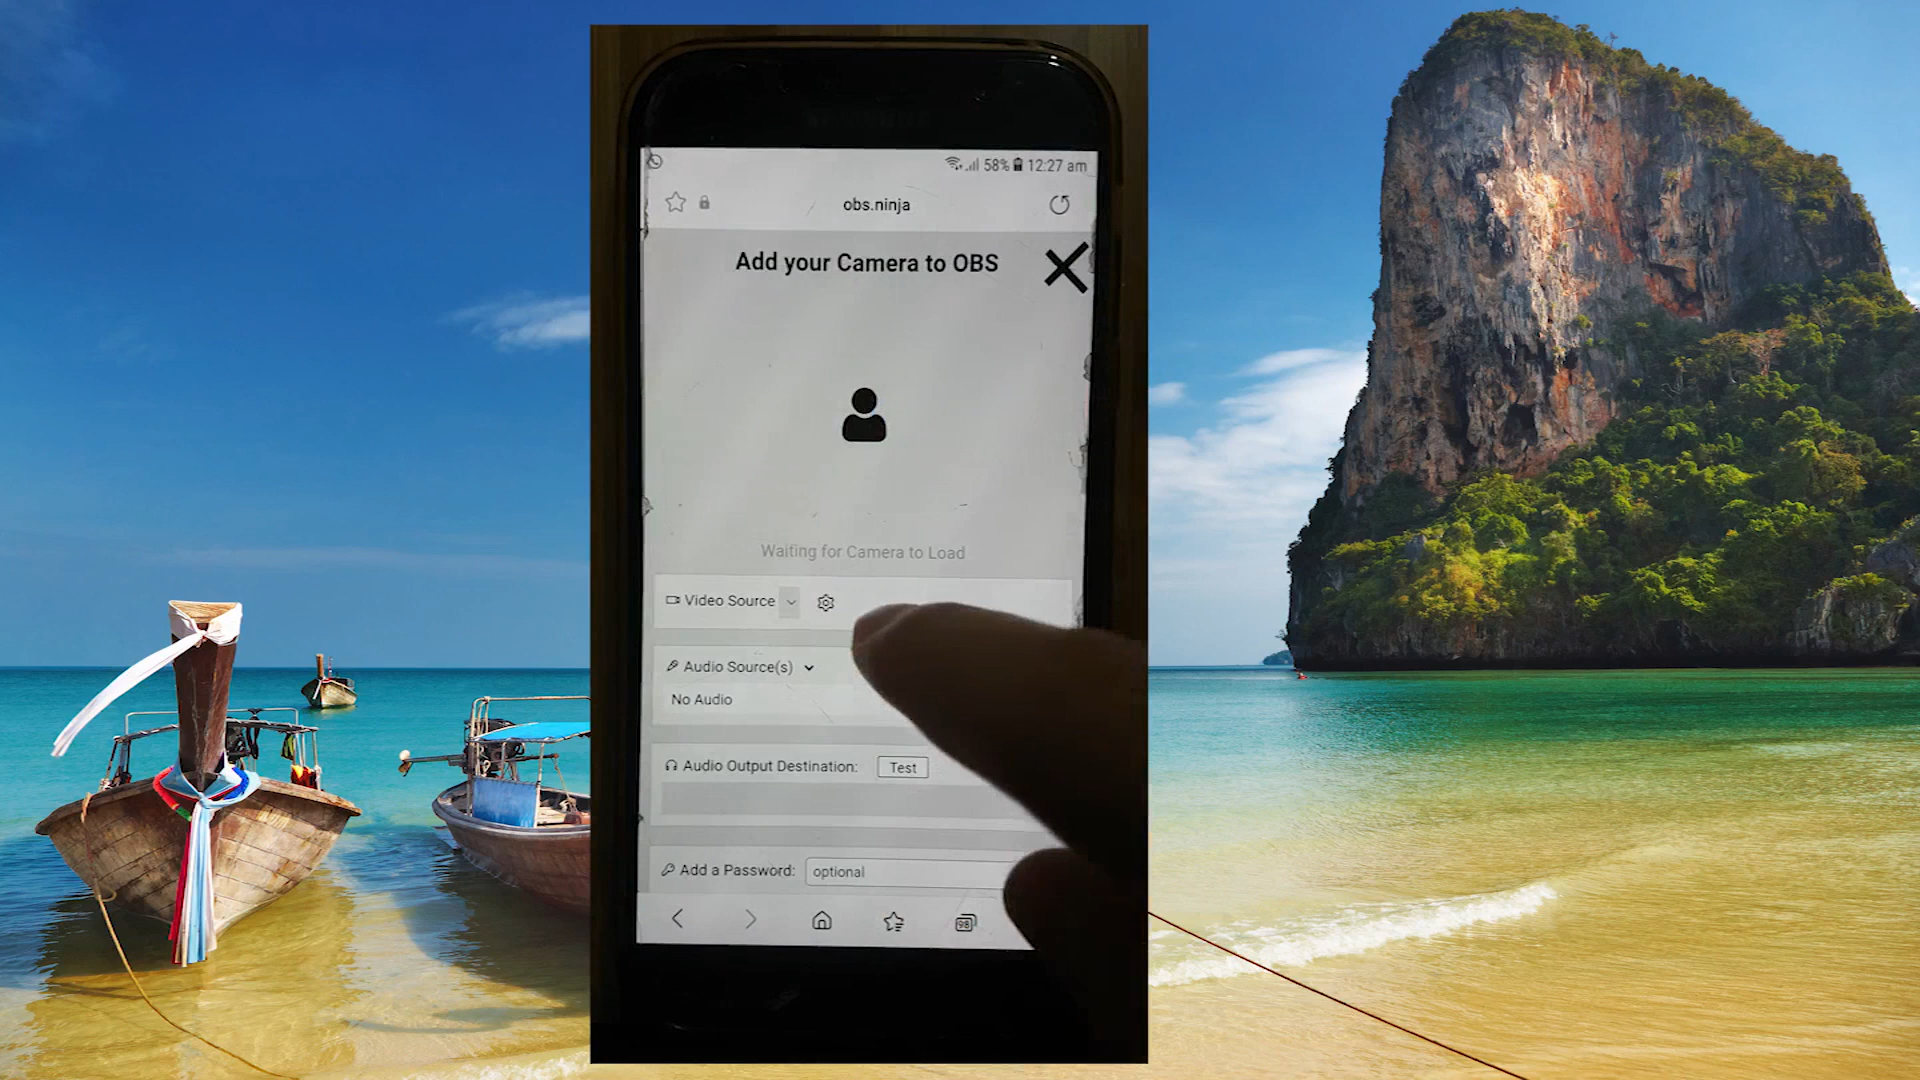 58% 12:27 am
obs.ninja
Add your Camera to OBS
Waiting for Camera to Load
Video Source
Audio Source(s)
No Audio
Audio Output Destination: Test
Add a Password: optional
98